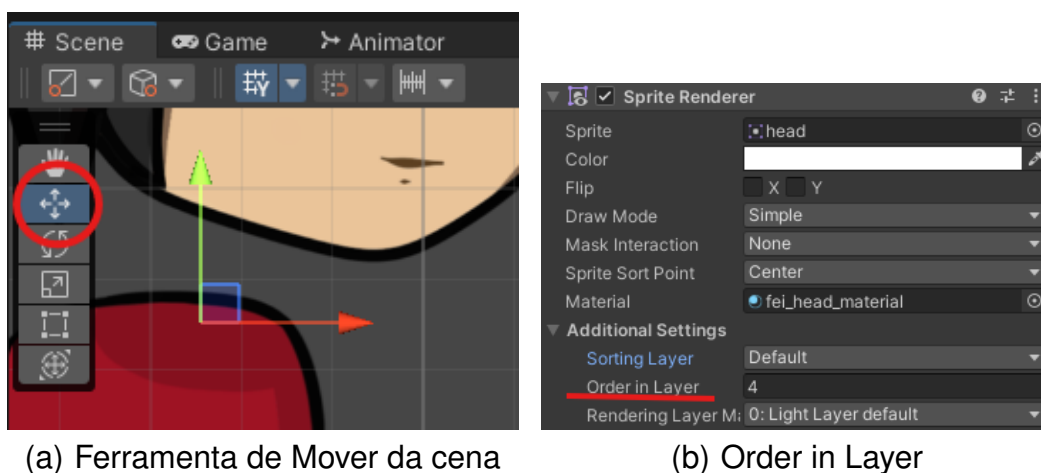 Scene Game Animator
Sprite Renderer
Sprite head
Color
Flip X Y
Draw Mode Simple
Mask Interaction None
Sprite Sort Point Center
Material fei_head_material
Additional Settings
Sorting Layer Default
Order in Layer 4
Rendering Layer M 0: Light Layer default
(a) Ferramenta de Mover da cena
(b) Order in Layer